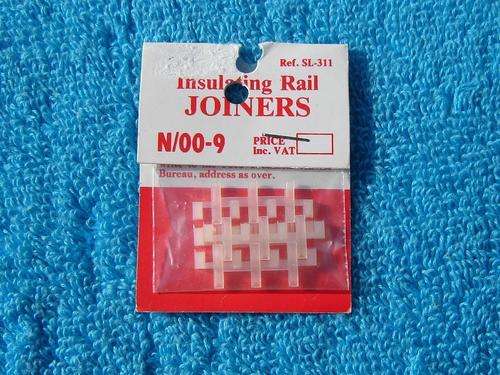 Ref. SL-311
Insulating Rail
JOINERS
N/00-9
PRICE
Inc. VAT
Bureau, address as over.